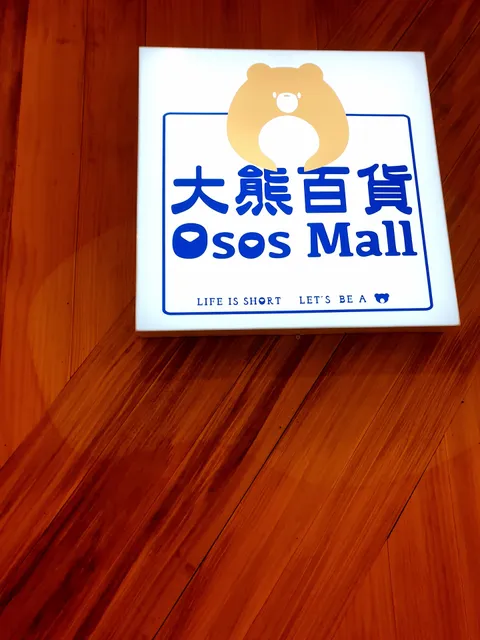 大熊百貨
Osos Mall
LIFE IS SHORT LET'S BE A